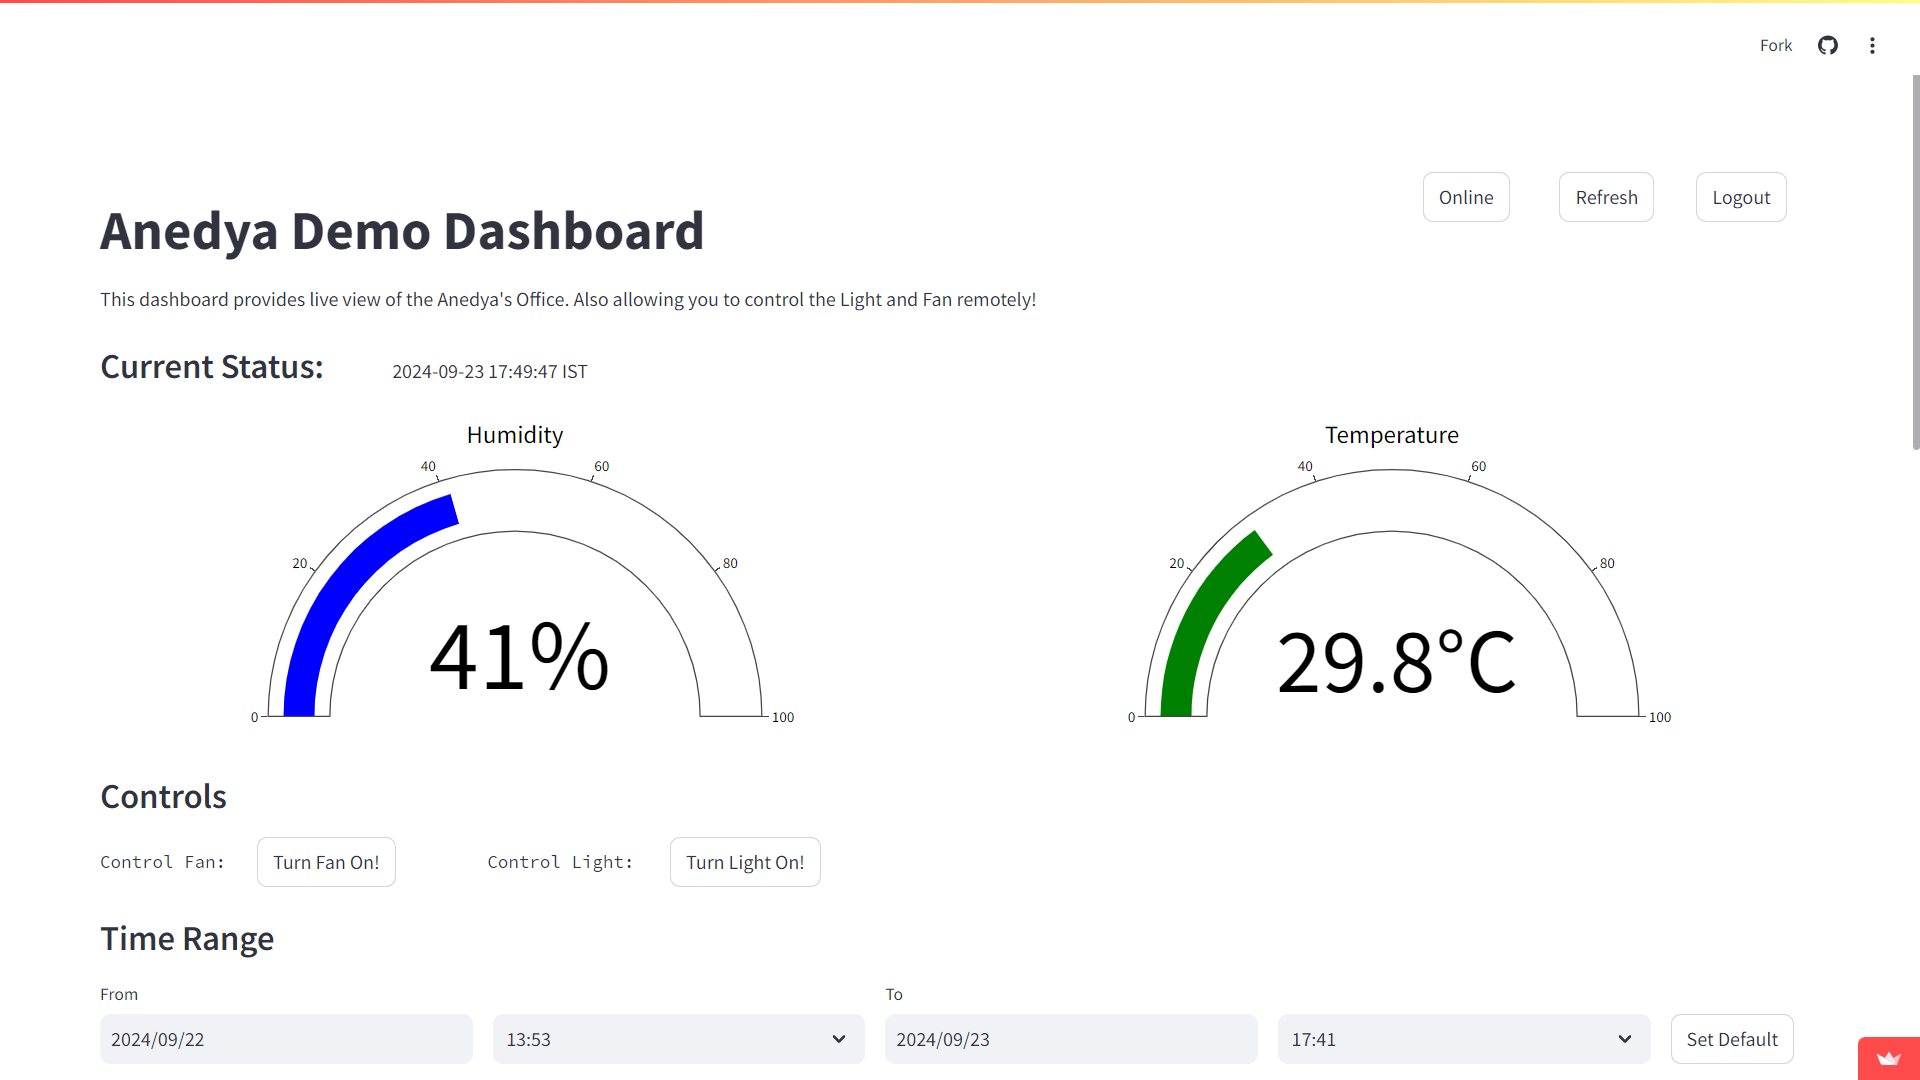 Fork
Online Refresh Logout
Anedya Demo Dashboard
This dashboard provides live view of the Anedya's Office. Also allowing you to control the Light and Fan remotely!
Current Status: 2024-09-23 17:49:47 IST
Humidity
0 20 40 60 80 100
41%
Temperature
0 20 40 60 80 100
29.8°C
Controls
Control Fan: Turn Fan On! Control Light: Turn Light On!
Time Range
From To
2024/09/22 13:53 2024/09/23 17:41 Set Default